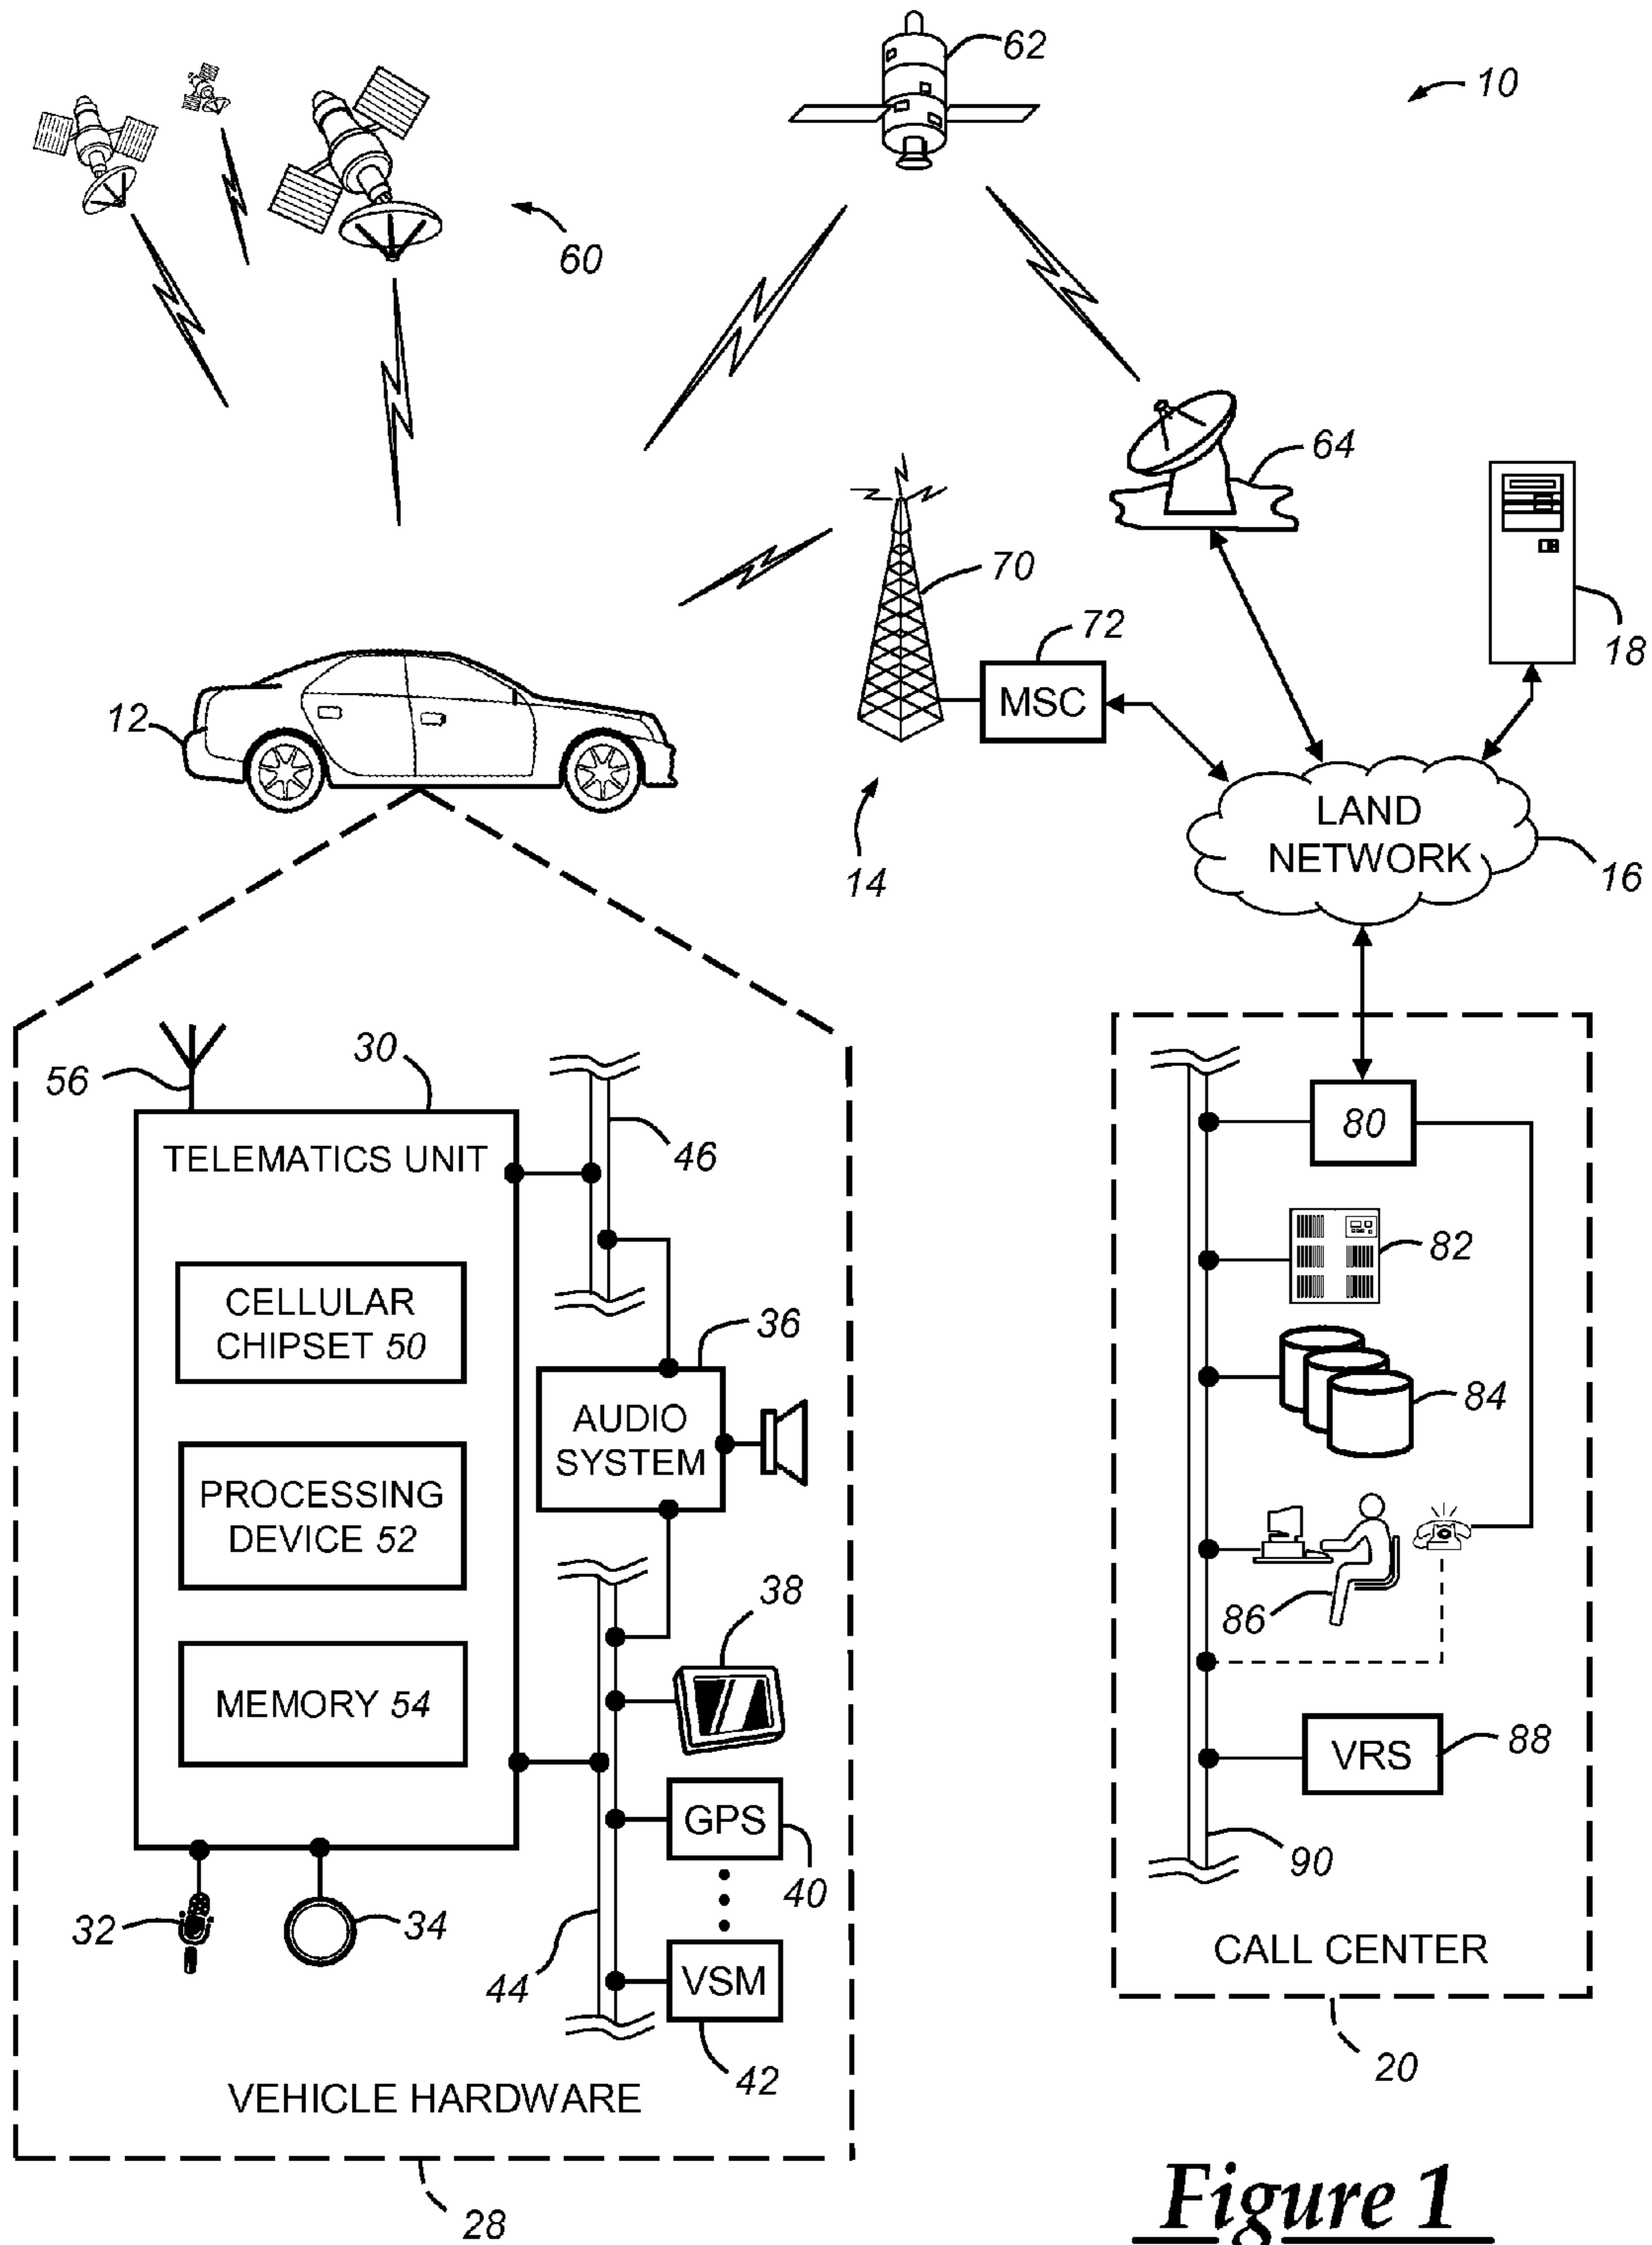 62
10
60
64
70
18
72
MSC
12
LAND
NETWORK
16
14
30
56
TELEMATICS UNIT
46
CELLULAR
CHIPSET 50
36
AUDIO
SYSTEM
PROCESSING
DEVICE 52
38
MEMORY 54
GPS
40
32
34
44
VSM
42
VEHICLE HARDWARE
28
80
82
84
86
VRS
88
90
CALL CENTER
20
Figure 1